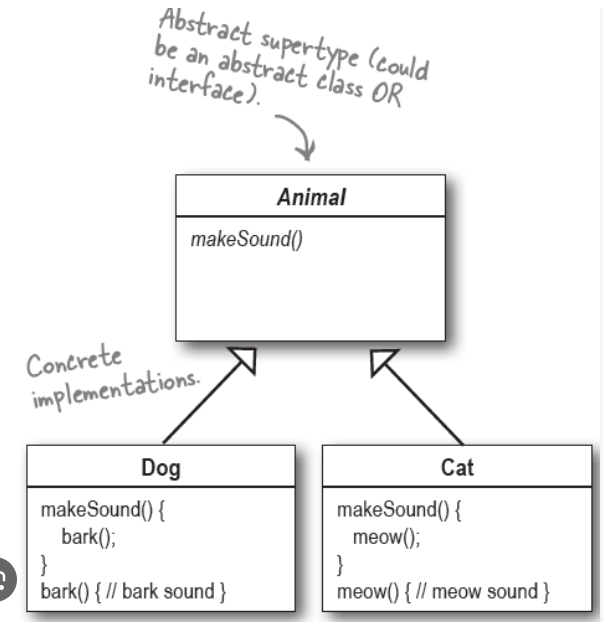 Abstract supertype (could
be an abstract class OR
interface).
Animal
makeSound()
Concrete
implementations.
Dog
makeSound() {
bark();
}
bark() { // bark sound }
Cat
makeSound() {
meow();
}
meow() { // meow sound }